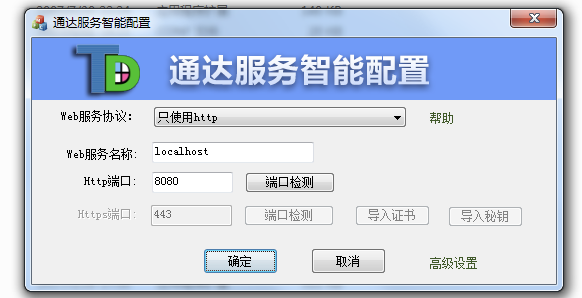 通达服务智能配置
TD 通达服务智能配置
Web服务协议: 只使用http 帮助
Web服务名称: localhost
Http端口: 8080 端口检测
Https端口: 443 端口检测 导入证书 导入秘钥
确定 取消 高级设置